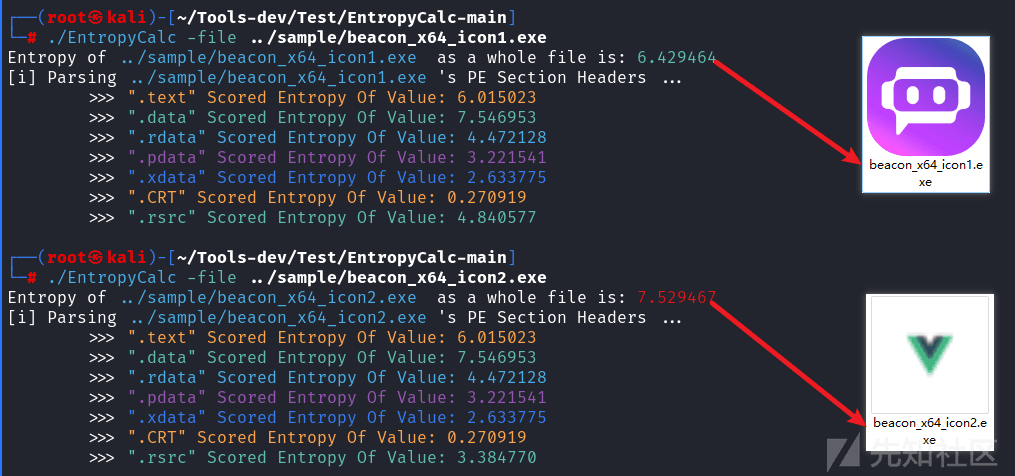 ┌──(root㉿kali)-[~/Tools-dev/Test/EntropyCalc-main]
└─# ./EntropyCalc -file ../sample/beacon_x64_icon1.exe
Entropy of ../sample/beacon_x64_icon1.exe as a whole file is: 6.429464
[i] Parsing ../sample/beacon_x64_icon1.exe 's PE Section Headers ...
>>> ".text" Scored Entropy Of Value: 6.015023
>>> ".data" Scored Entropy Of Value: 7.546953
>>> ".rdata" Scored Entropy Of Value: 4.472128
>>> ".pdata" Scored Entropy Of Value: 3.221541
>>> ".xdata" Scored Entropy Of Value: 2.633775
>>> ".CRT" Scored Entropy Of Value: 0.270919
>>> ".rsrc" Scored Entropy Of Value: 4.840577
beacon_x64_icon1.e
xe
┌──(root㉿kali)-[~/Tools-dev/Test/EntropyCalc-main]
└─# ./EntropyCalc -file ../sample/beacon_x64_icon2.exe
Entropy of ../sample/beacon_x64_icon2.exe as a whole file is: 7.529467
[i] Parsing ../sample/beacon_x64_icon2.exe 's PE Section Headers ...
>>> ".text" Scored Entropy Of Value: 6.015023
>>> ".data" Scored Entropy Of Value: 7.546953
>>> ".rdata" Scored Entropy Of Value: 4.472128
>>> ".pdata" Scored Entropy Of Value: 3.221541
>>> ".xdata" Scored Entropy Of Value: 2.633775
>>> ".CRT" Scored Entropy Of Value: 0.270919
>>> ".rsrc" Scored Entropy Of Value: 3.384770
beacon_x64_icon2.e
xe
先知社区